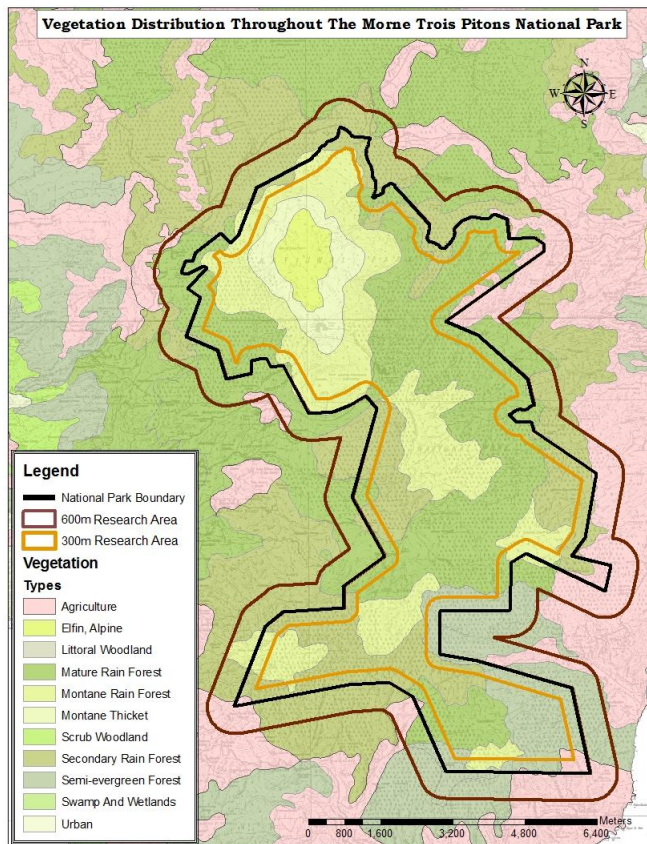 Vegetation Distribution Throughout The Morne Trois Pitons National Park
N
W E
S
Legend
National Park Boundary
600m Research Area
300m Research Area
Vegetation
Types
Agriculture
Elfin, Alpine
Littoral Woodland
Mature Rain Forest
Montane Rain Forest
Montane Thicket
Scrub Woodland
Secondary Rain Forest
Semi-evergreen Forest
Swamp And Wetlands
Urban
Meters
0 800 1,600 3,200 4,800 6,400